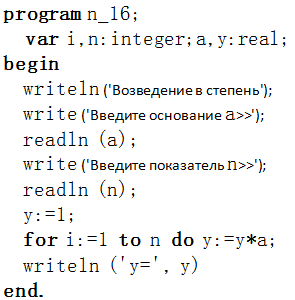 program n_16;
var i,n:integer;a,y:real;
begin
writeln ('Возведение в степень');
write ('Введите основание a>>');
readln (a);
write ('Введите показатель n>>');
readln (n);
y:=1;
for i:=1 to n do y:=y*a;
writeln ('y=', y)
end.